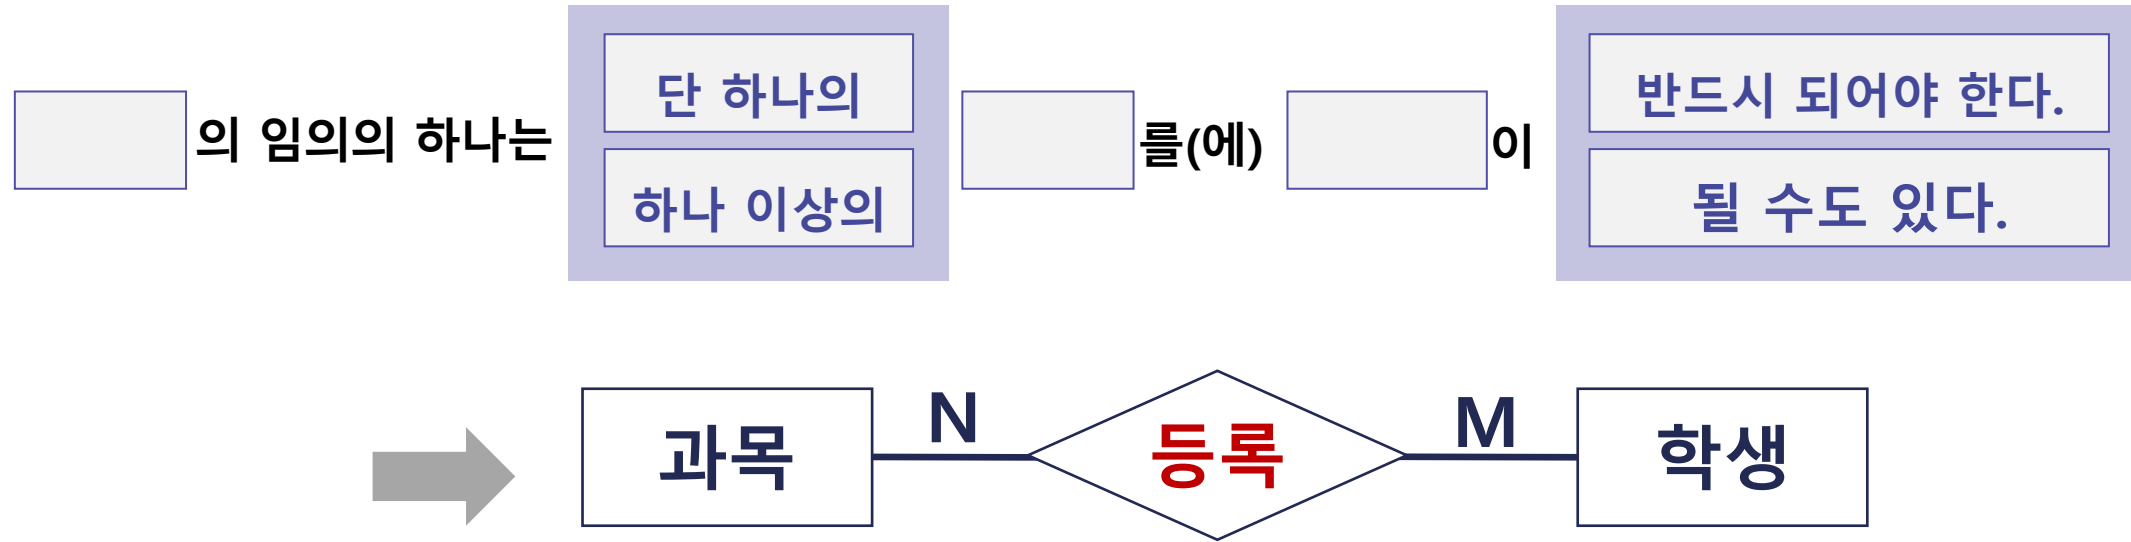 의 임의의 하나는
단 하나의
하나 이상의
를(에)
이
반드시 되어야 한다.
될 수도 있다.
과목
N
등록
M
학생